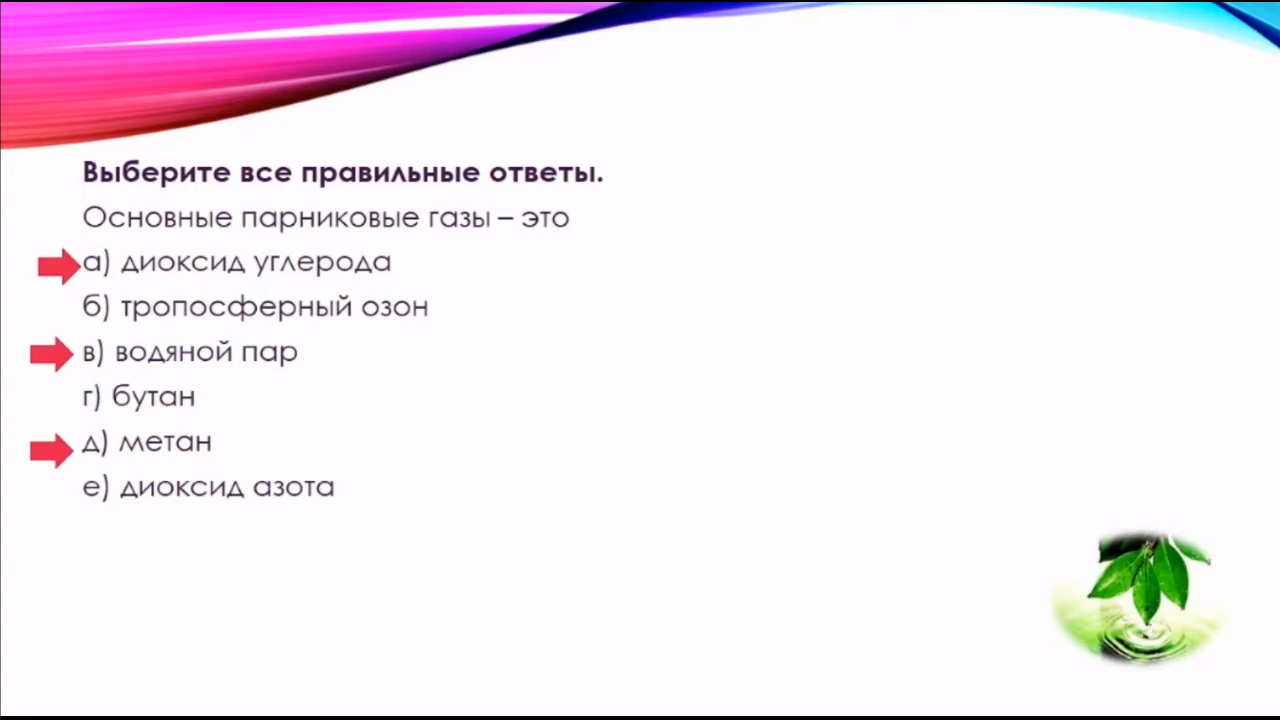 Выберите все правильные ответы.
Основные парниковые газы – это
а) диоксид углерода
б) тропосферный озон
в) водяной пар
г) бутан
д) метан
е) диоксид азота